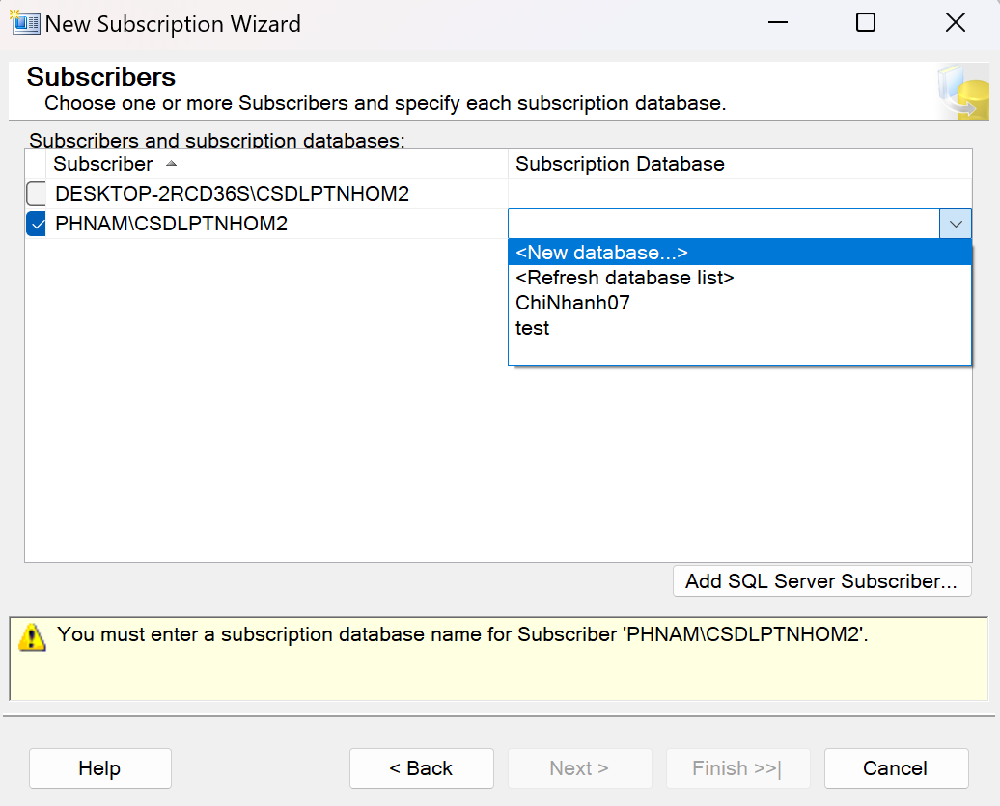 New Subscription Wizard
Subscribers
Choose one or more Subscribers and specify each subscription database.
Subscribers and subscription databases:
Subscriber Subscription Database
DESKTOP-2RCD36S\CSDLPTNHOM2
PHNAM\CSDLPTNHOM2
<New database...>
<Refresh database list>
ChiNhanh07
test
Add SQL Server Subscriber...
You must enter a subscription database name for Subscriber 'PHNAM\CSDLPTNHOM2'.
Help < Back Next > Finish >>| Cancel